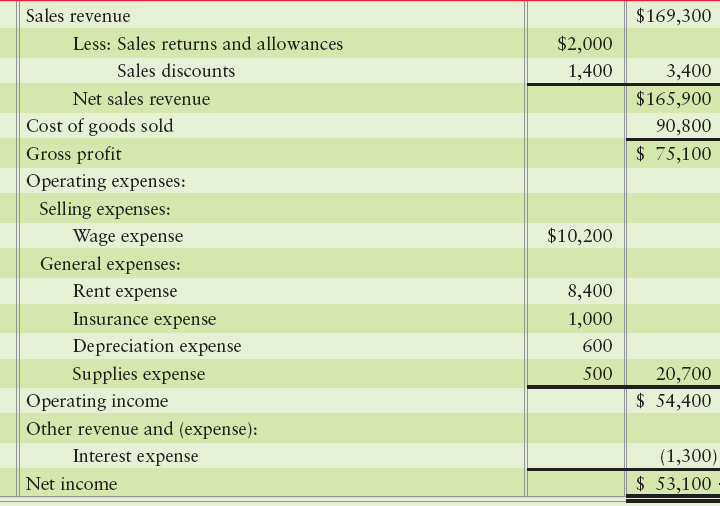 Sales revenue $169,300
Less: Sales returns and allowances $2,000
Sales discounts 1,400 3,400
Net sales revenue $165,900
Cost of goods sold 90,800
Gross profit $ 75,100
Operating expenses:
Selling expenses:
Wage expense $10,200
General expenses:
Rent expense 8,400
Insurance expense 1,000
Depreciation expense 600
Supplies expense 500 20,700
Operating income $ 54,400
Other revenue and (expense):
Interest expense (1,300)
Net income $ 53,100